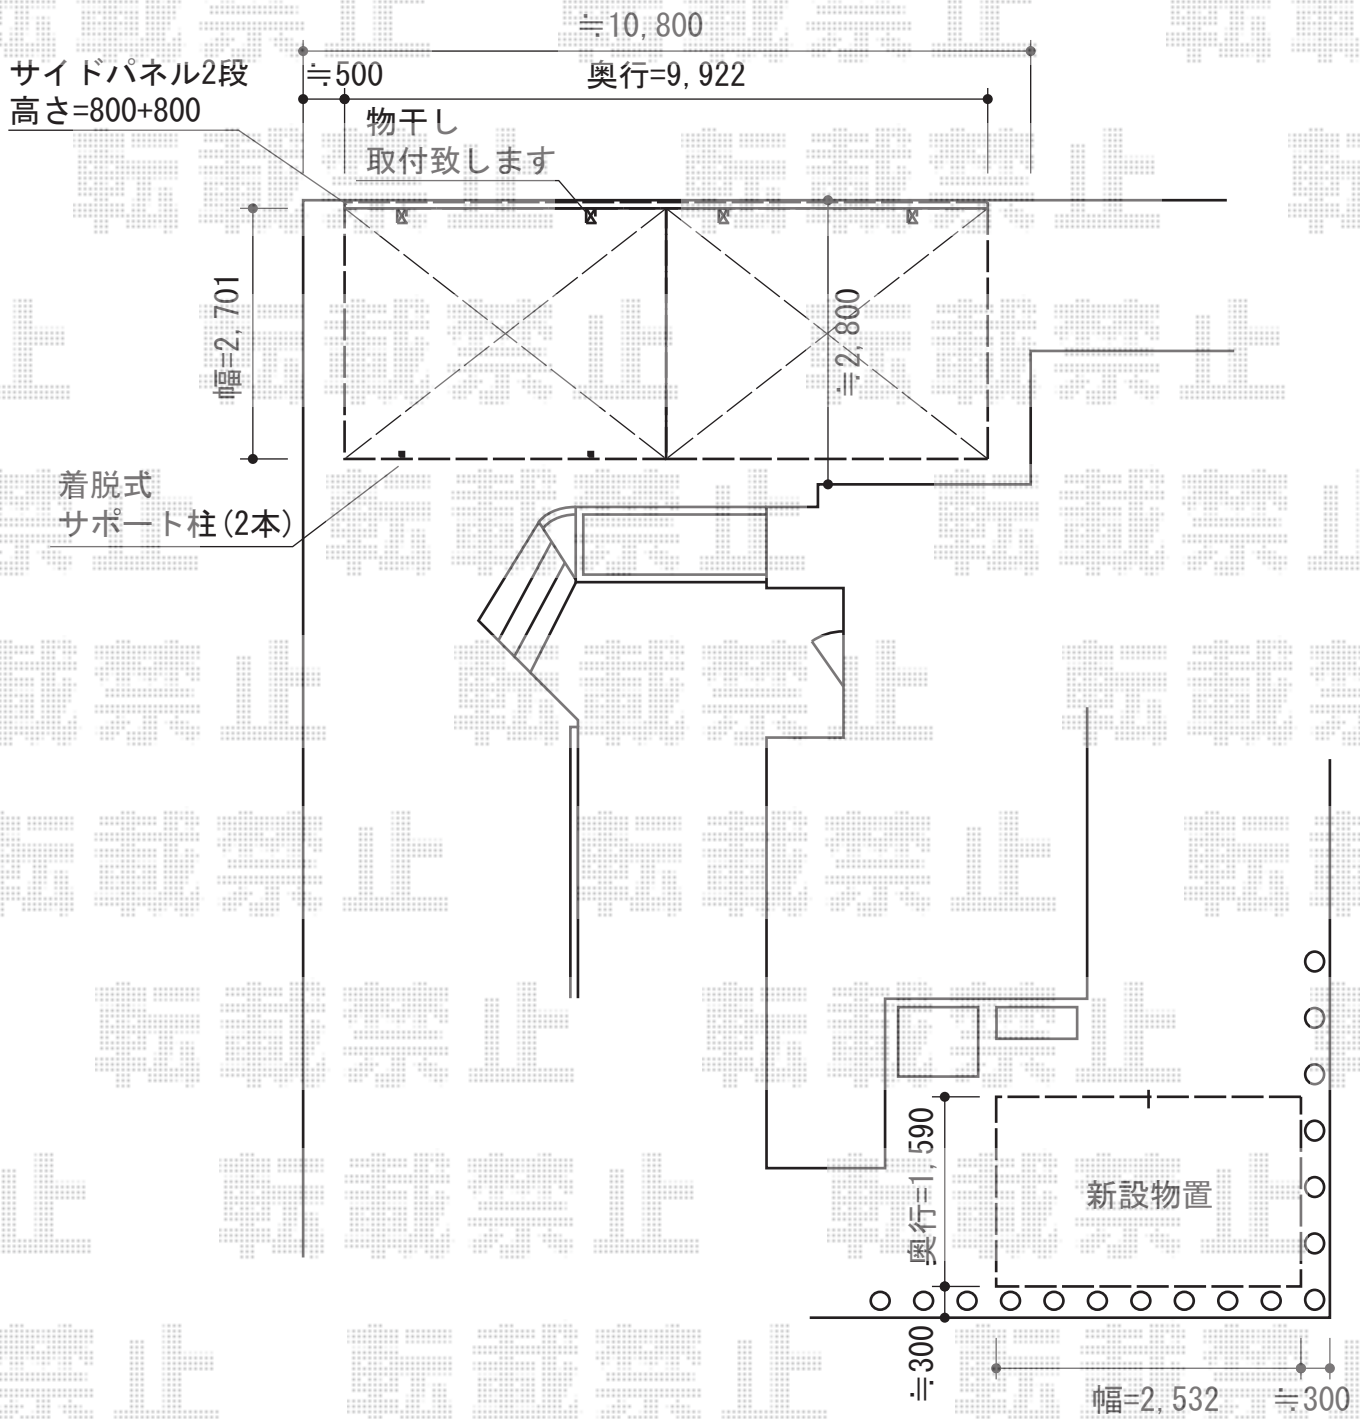 ≒10,800
サイドパネル2段
高さ=800+800
≒500
奥行=9,922
物干し
取付致します
幅=2,701
≒2,800
着脱式
サポート柱(2本)
奥行=1,590
新設物置
≒300
幅=2,532
≒300
転載禁止